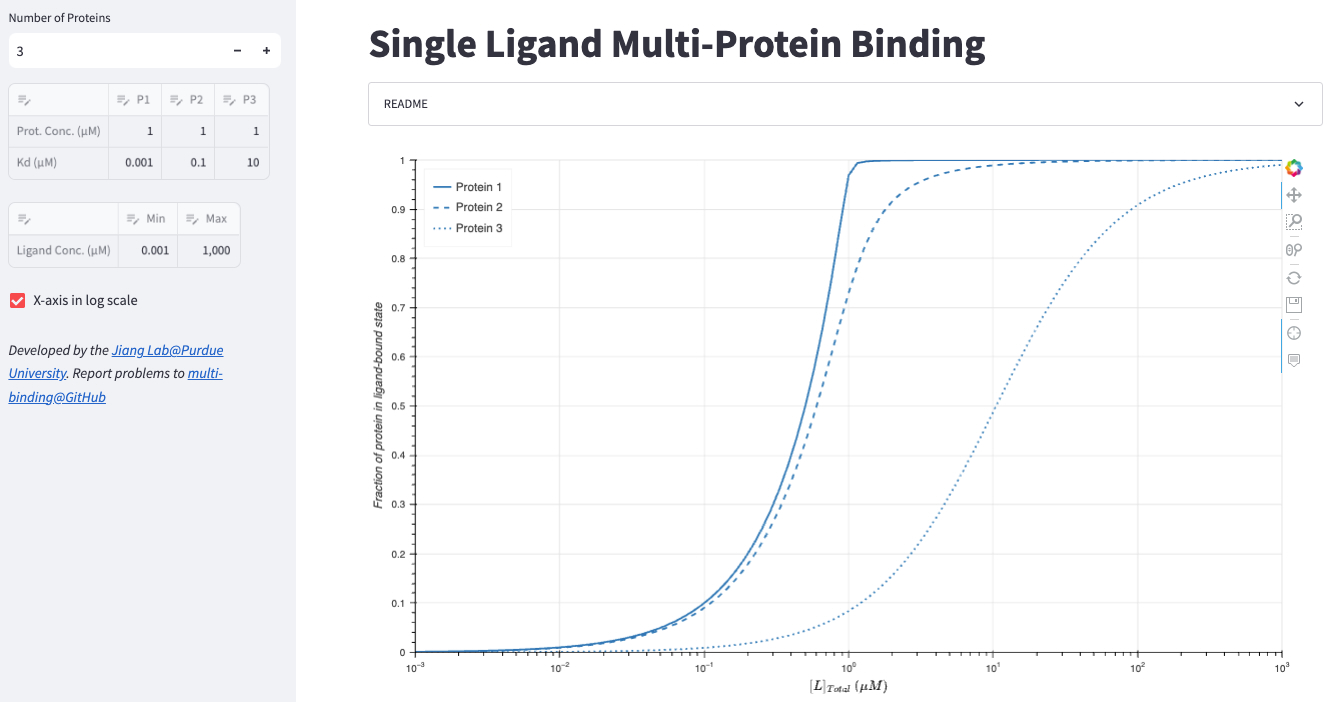 Number of Proteins
3 − +
P1 P2 P3
Prot. Conc. (μM) 1 1 1
Kd (μM) 0.001 0.1 10
Min Max
Ligand Conc. (μM) 0.001 1,000
X-axis in log scale
Developed by the Jiang Lab@Purdue
University. Report problems to multi-
binding@GitHub
Single Ligand Multi-Protein Binding
README
Protein 1
Protein 2
Protein 3
Fraction of protein in ligand-bound state
1
0.9
0.8
0.7
0.6
0.5
0.4
0.3
0.2
0.1
0
10⁻³ 10⁻² 10⁻¹ 10⁰ 10¹ 10² 10³
[L]Total (μM)